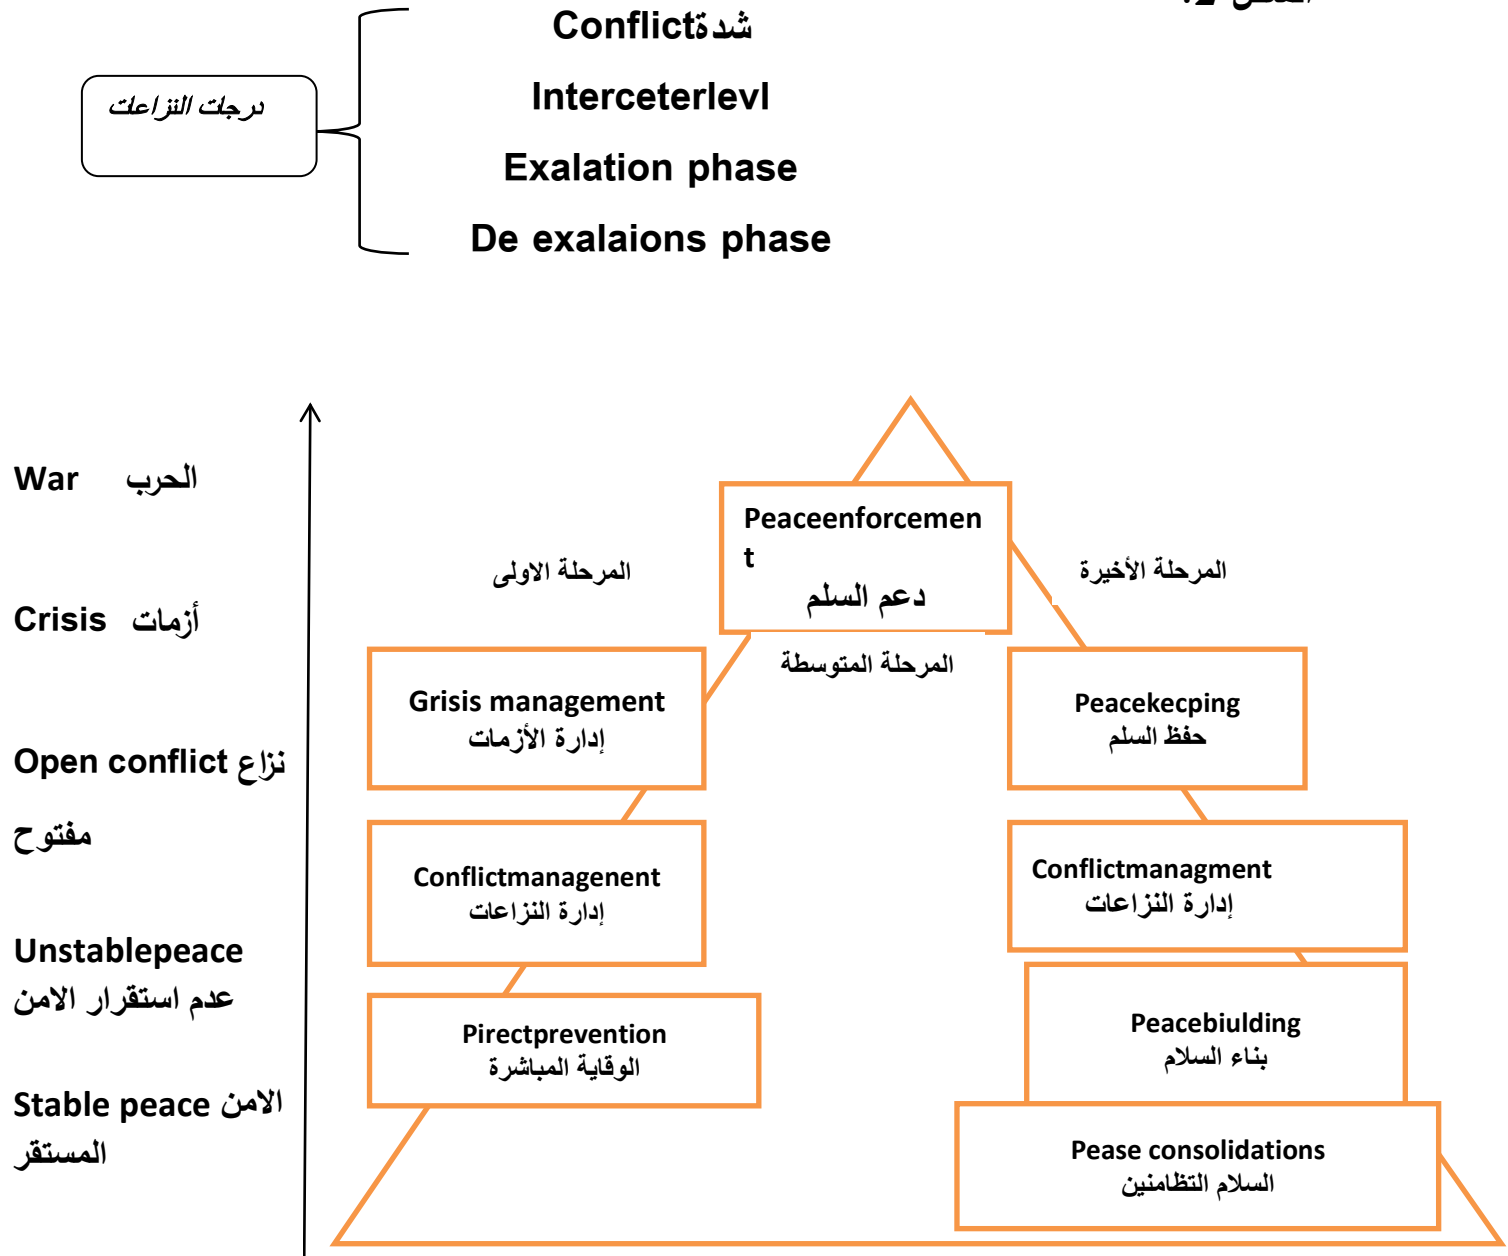 شدةConflict
درجات النزاعات
Interceterlevl
Exalation phase
De exalaions phase
War الحرب
Peaceenforcemen
t
دعم السلم
المرحلة الاولى
المرحلة الأخيرة
Crisis أزمات
المرحلة المتوسطة
Grisis management
إدارة الأزمات
Peacekecping
حفظ السلم
Open conflict نزاع
مفتوح
Conflictmanagenent
إدارة النزاعات
Conflictmanagment
إدارة النزاعات
Unstablepeace
عدم استقرار الامن
Pirectprevention
الوقاية المباشرة
Peacebiulding
بناء السلام
Stable peace الامن
المستقر
Pease consolidations
السلام التظامنين